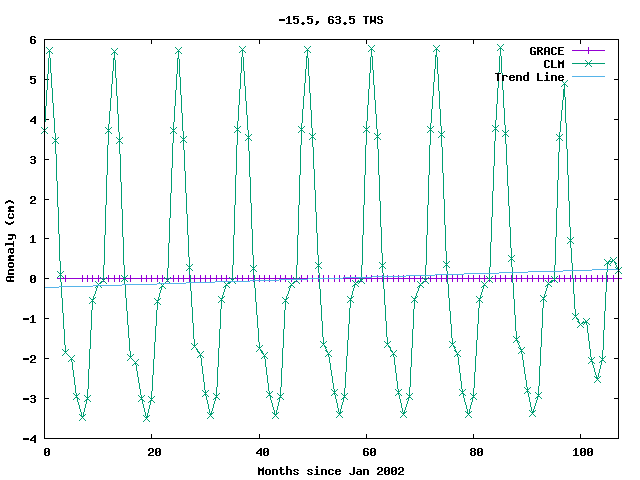 -15.5, 63.5 TWS
GRACE
CLM
Trend Line
6
5
4
3
2
1
0
-1
-2
-3
-4
Anomaly (cm)
0 20 40 60 80 100
Months since Jan 2002